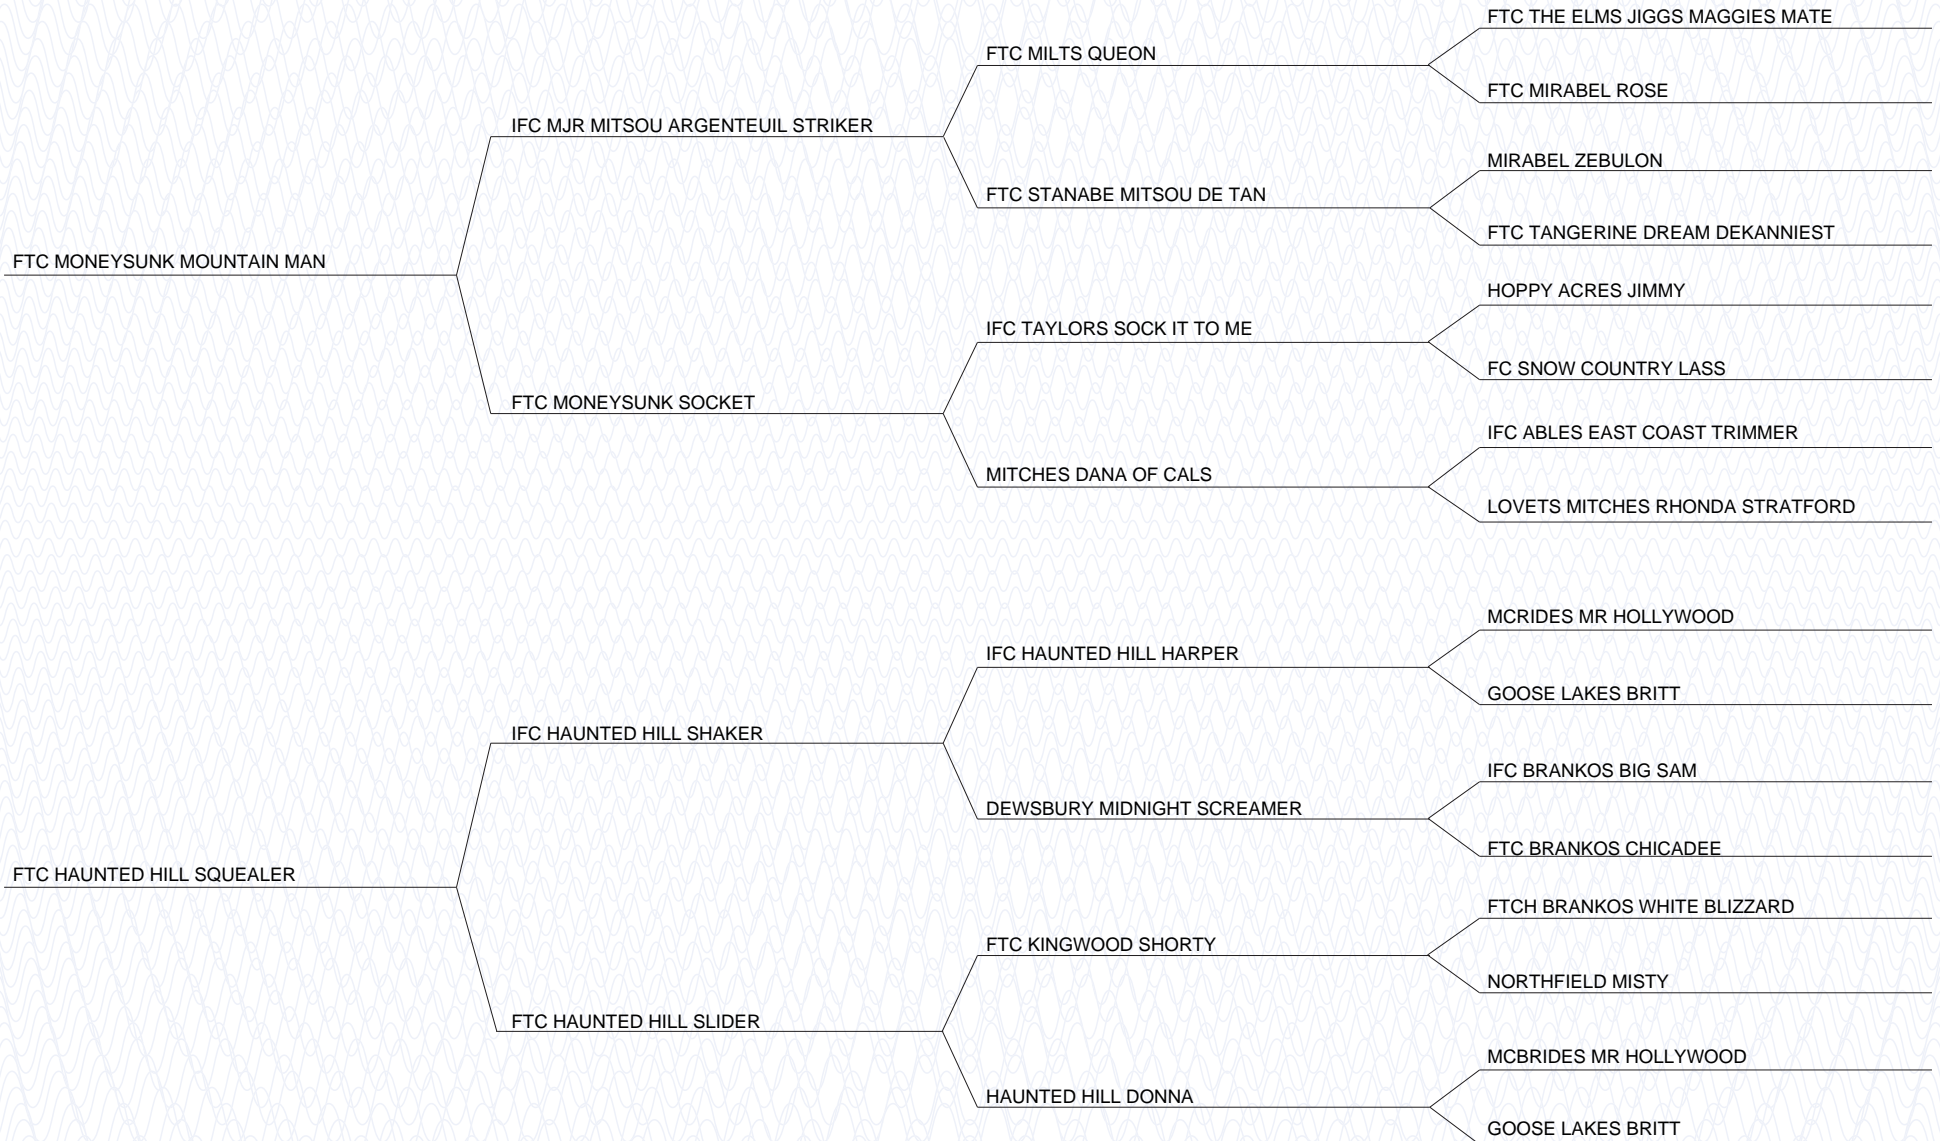 FTC THE ELMS JIGGS MAGGIES MATE
FTC MILTS QUEON
FTC MIRABEL ROSE
IFC MJR MITSOU ARGENTEUIL STRIKER
MIRABEL ZEBULON
FTC STANABE MITSOU DE TAN
FTC TANGERINE DREAM DEKANNIEST
FTC MONEYSUNK MOUNTAIN MAN
HOPPY ACRES JIMMY
IFC TAYLORS SOCK IT TO ME
FC SNOW COUNTRY LASS
FTC MONEYSUNK SOCKET
IFC ABLES EAST COAST TRIMMER
MITCHES DANA OF CALS
LOVETS MITCHES RHONDA STRATFORD
MCRIDES MR HOLLYWOOD
IFC HAUNTED HILL HARPER
GOOSE LAKES BRITT
IFC HAUNTED HILL SHAKER
IFC BRANKOS BIG SAM
DEWSBURY MIDNIGHT SCREAMER
FTC BRANKOS CHICADEE
FTC HAUNTED HILL SQUEALER
FTCH BRANKOS WHITE BLIZZARD
FTC KINGWOOD SHORTY
NORTHFIELD MISTY
FTC HAUNTED HILL SLIDER
MCBRIDES MR HOLLYWOOD
HAUNTED HILL DONNA
GOOSE LAKES BRITT